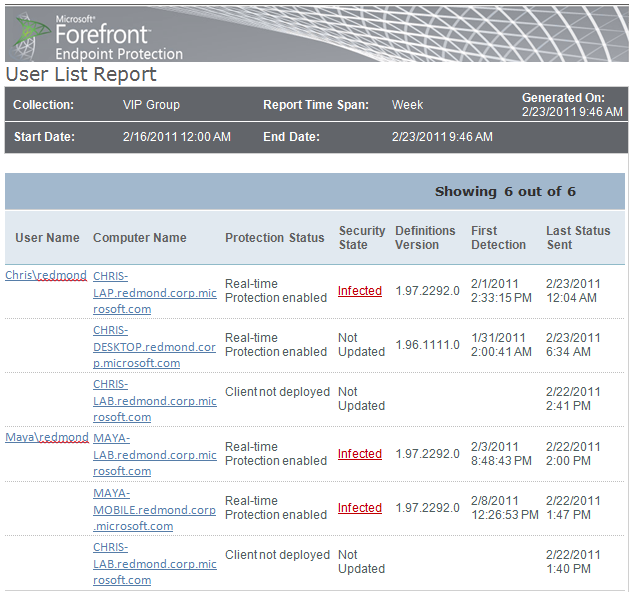 Microsoft®
Forefront™
Endpoint Protection
User List Report
Collection: VIP Group Report Time Span: Week Generated On:
2/23/2011 9:46 AM
Start Date: 2/16/2011 12:00 AM End Date: 2/23/2011 9:46 AM
Showing 6 out of 6
User Name Computer Name Protection Status Security State Definitions Version First Detection Last Status Sent
Chris\redmond CHRIS-
LAP.redmond.corp.mic
rosoft.com
Real-time
Protection enabled
Infected 1.97.2292.0 2/1/2011
2:33:15 PM
2/23/2011
12:04 AM
CHRIS-
DESKTOP.redmond.cor
p.microsoft.com
Real-time
Protection enabled
Not
Updated
1.96.1111.0 1/31/2011
2:00:41 AM
2/23/2011
6:34 AM
CHRIS-
LAB.redmond.corp.mic
rosoft.com
Client not deployed Not
Updated
2/22/2011
2:41 PM
Maya\redmond MAYA-
LAB.redmond.corp.mic
rosoft.com
Real-time
Protection enabled
Infected 1.97.2292.0 2/3/2011
8:48:43 PM
2/22/2011
2:00 PM
MAYA-
MOBILE.redmond.corp
.microsoft.com
Real-time
Protection enabled
Infected 1.97.2292.0 2/8/2011
12:26:53 PM
2/22/2011
1:47 PM
CHRIS-
LAB.redmond.corp.mic
rosoft.com
Client not deployed Not
Updated
2/22/2011
1:40 PM